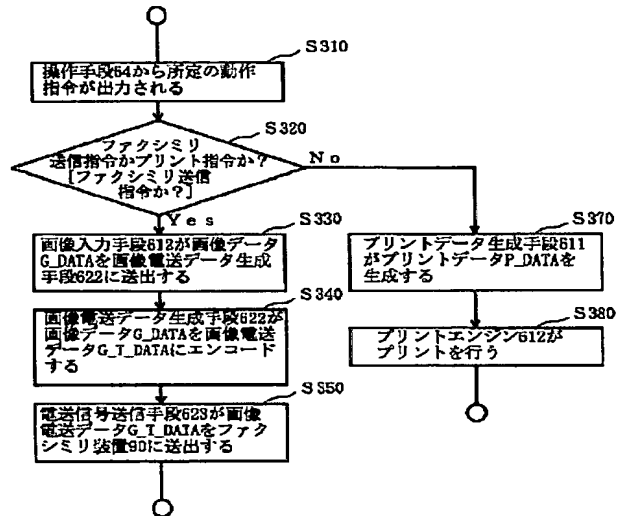 S310
操作手段64から所定の動作
指令が出力される
S320
ファクシミリ
送信指令かプリント指令か?
[ファクシミリ送信
指令か?]
No
Yes
S330
画像入力手段612が画像データ
G_DATAを画像電送データ生成
手段622に送出する
S340
画像電送データ生成手段622が
画像データG_DATAを画像電送
データG_T_DATAにエンコード
する
S350
電送信号送信手段623が画像
電送データG_T_DATAをファク
シミリ装置90に送出する
S370
プリントデータ生成手段611
がプリントデータP_DATAを
生成する
S380
プリントエンジン612が
プリントを行う